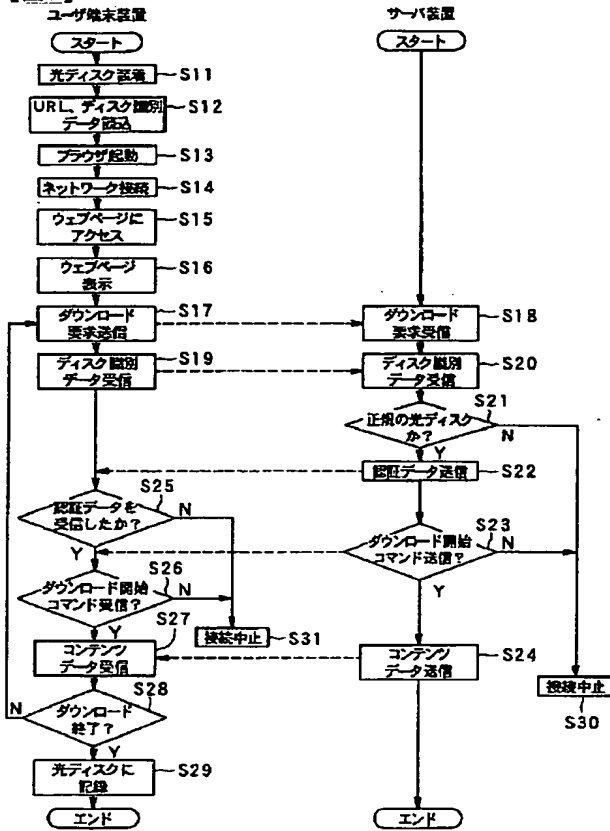 ユーザ端末装置
スタート
光ディスク装着
S11
URL、ディスク識別
データ読込
S12
ブラウザ起動
S13
ネットワーク接続
S14
ウェブページに
アクセス
S15
ウェブページ
表示
S16
ダウンロード
要求送信
S17
ディスク識別
データ受信
S19
認証データを
受信したか?
S25
N
Y
ダウンロード開始
コマンド受信?
S26
N
Y
接続中止
S31
コンテンツ
データ受信
S27
ダウンロード
終了?
S28
N
Y
光ディスクに
記録
S29
エンド
サーバ装置
スタート
ダウンロード
要求受信
S18
ディスク識別
データ受信
S20
正規の光ディスク
か?
S21
N
Y
認証データ送信
S22
ダウンロード開始
コマンド送信?
S23
N
Y
コンテンツ
データ送信
S24
接続中止
S30
エンド